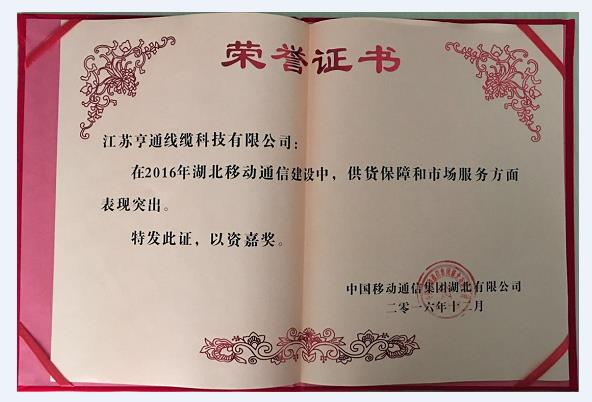 荣誉证书
江苏亨通线缆科技有限公司：
在2016年湖北移动通信建设中，供货保障和市场服务方面
表现突出。
特发此证，以资嘉奖。
中国移动通信集团湖北有限公司
二零一六年十二月